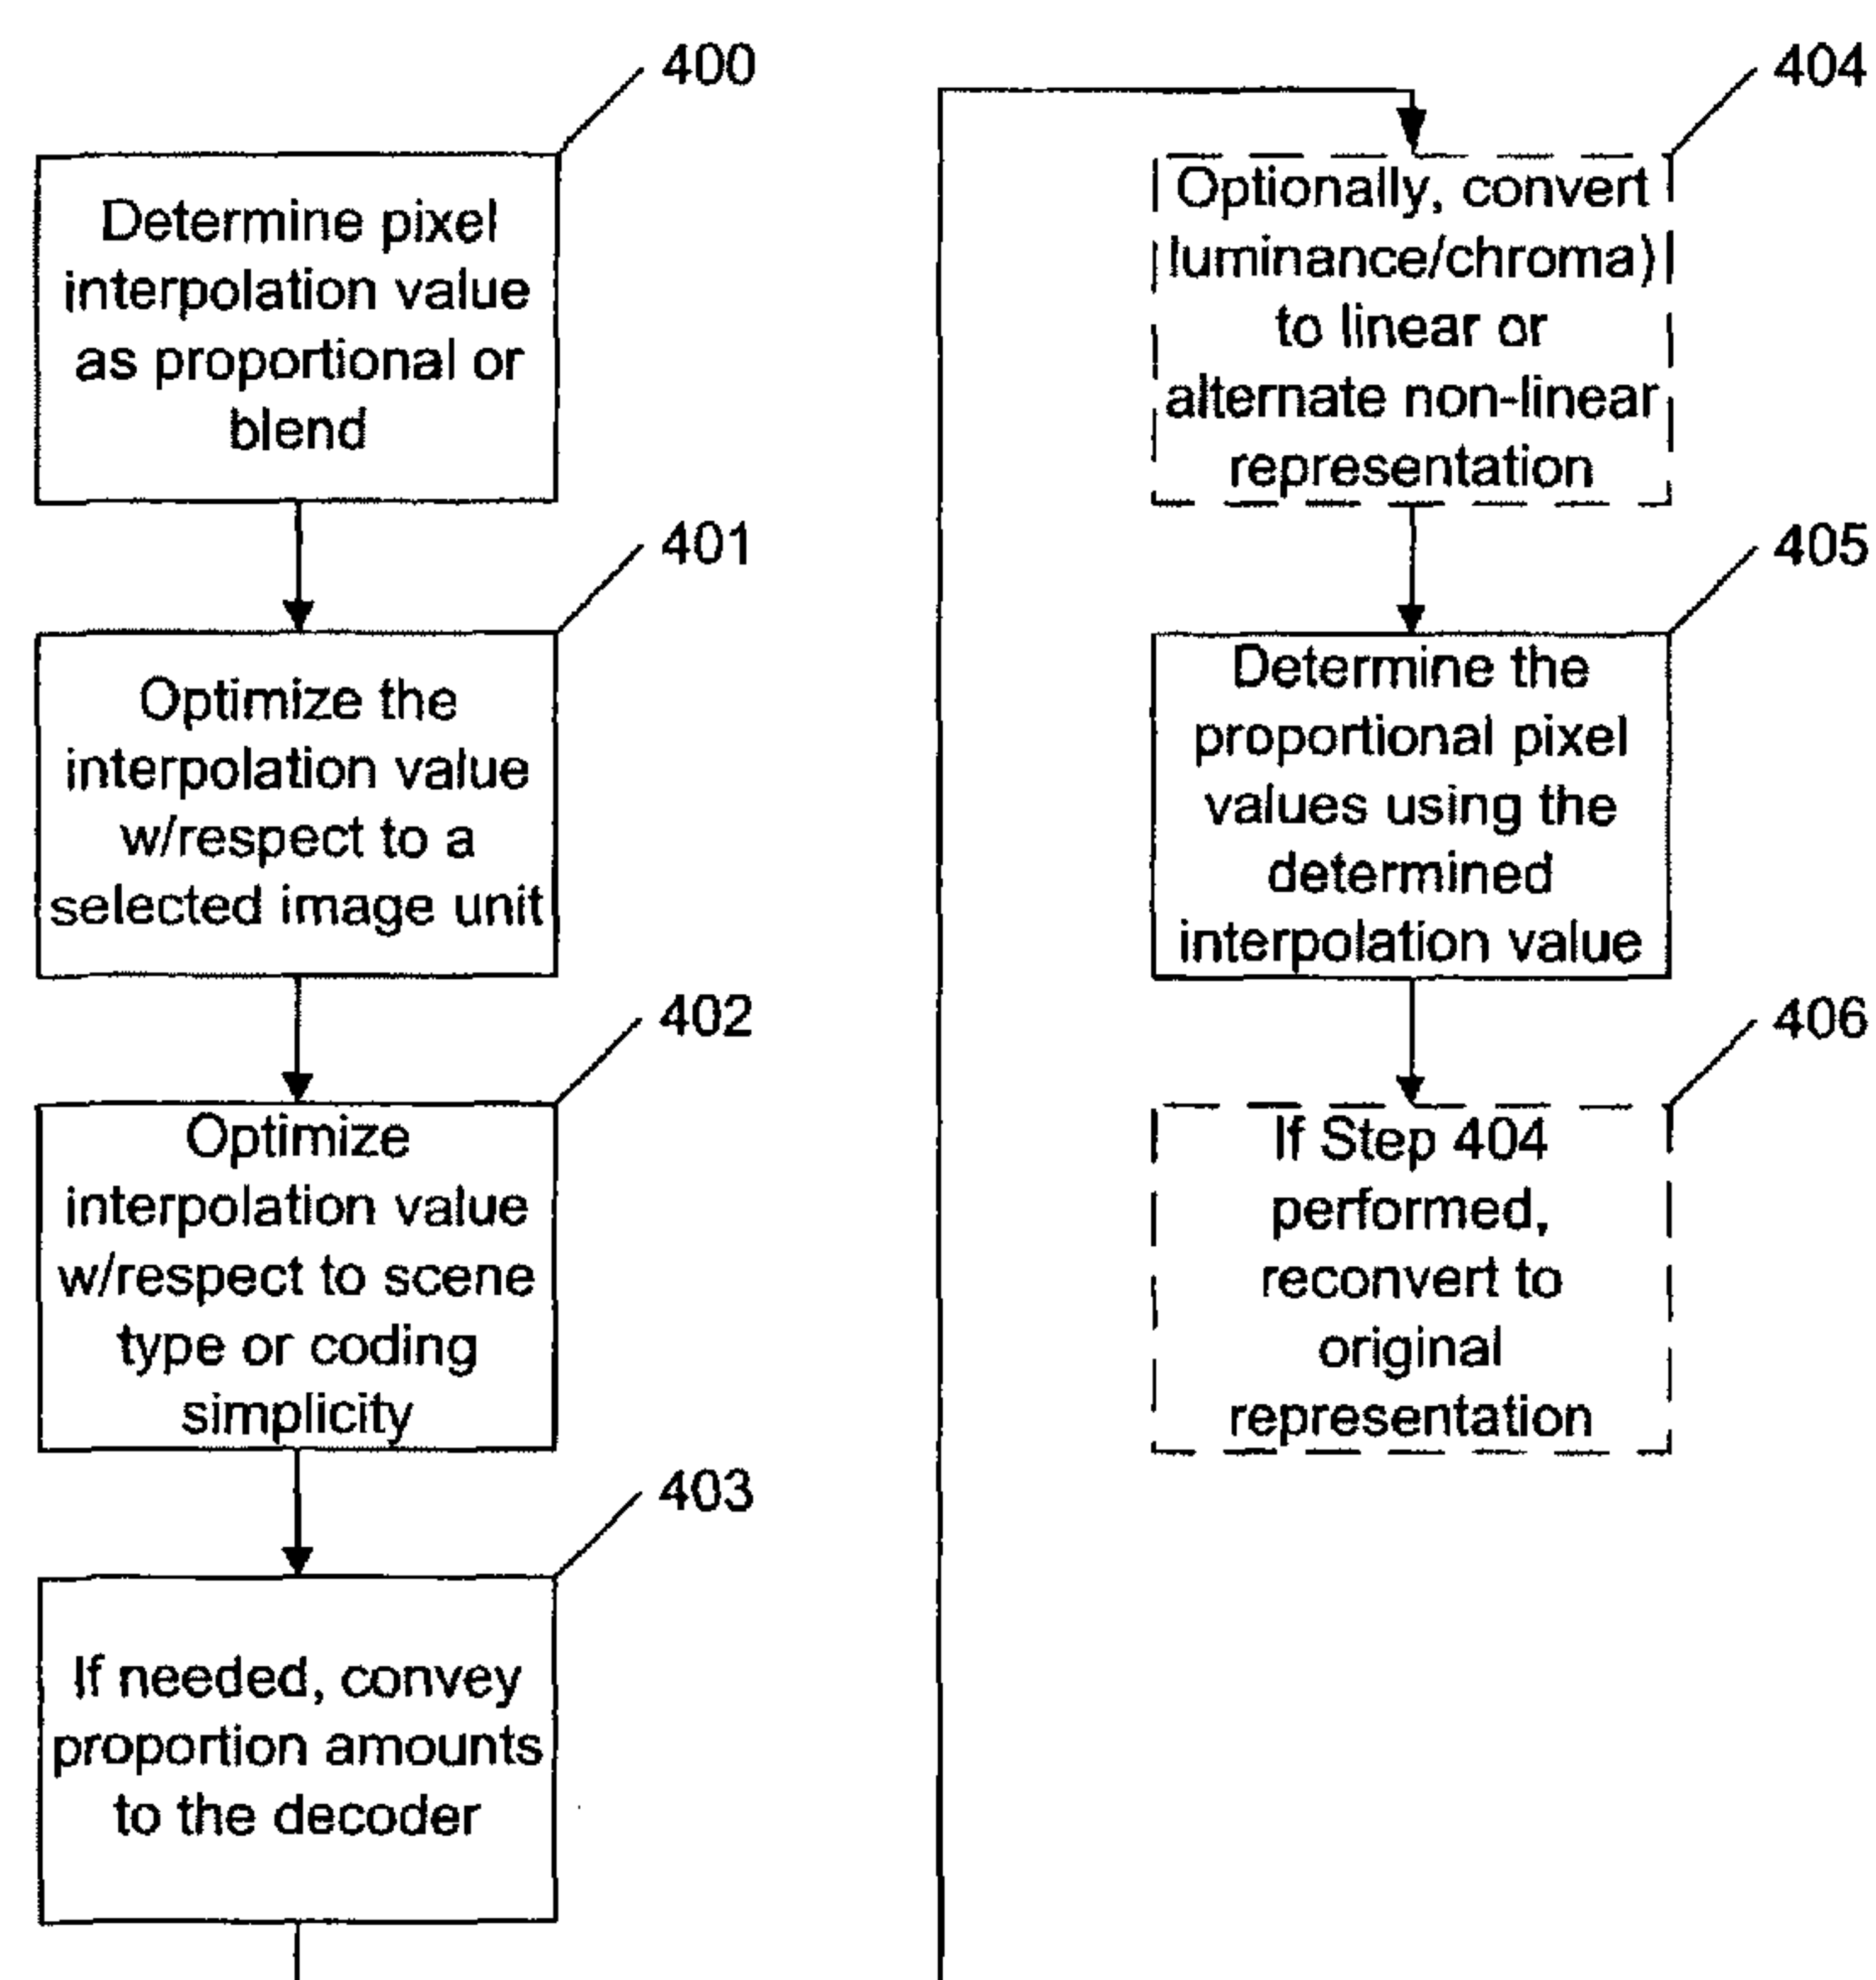 400
Determine pixel
interpolation value
as proportional or
blend
401
Optimize the
interpolation value
w/respect to a
selected image unit
402
Optimize
interpolation value
w/respect to scene
type or coding
simplicity
403
If needed, convey
proportion amounts
to the decoder
404
Optionally, convert
luminance/chroma)
to linear or
alternate non-linear
representation
405
Determine the
proportional pixel
values using the
determined
interpolation value
406
If Step 404
performed,
reconvert to
original
representation